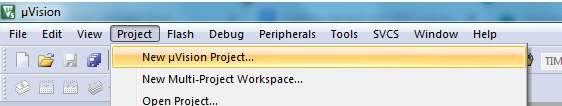 µVision
File Edit View Project Flash Debug Peripherals Tools SVCS Window Help
New µVision Project...
TIM
New Multi-Project Workspace...
Open Project...